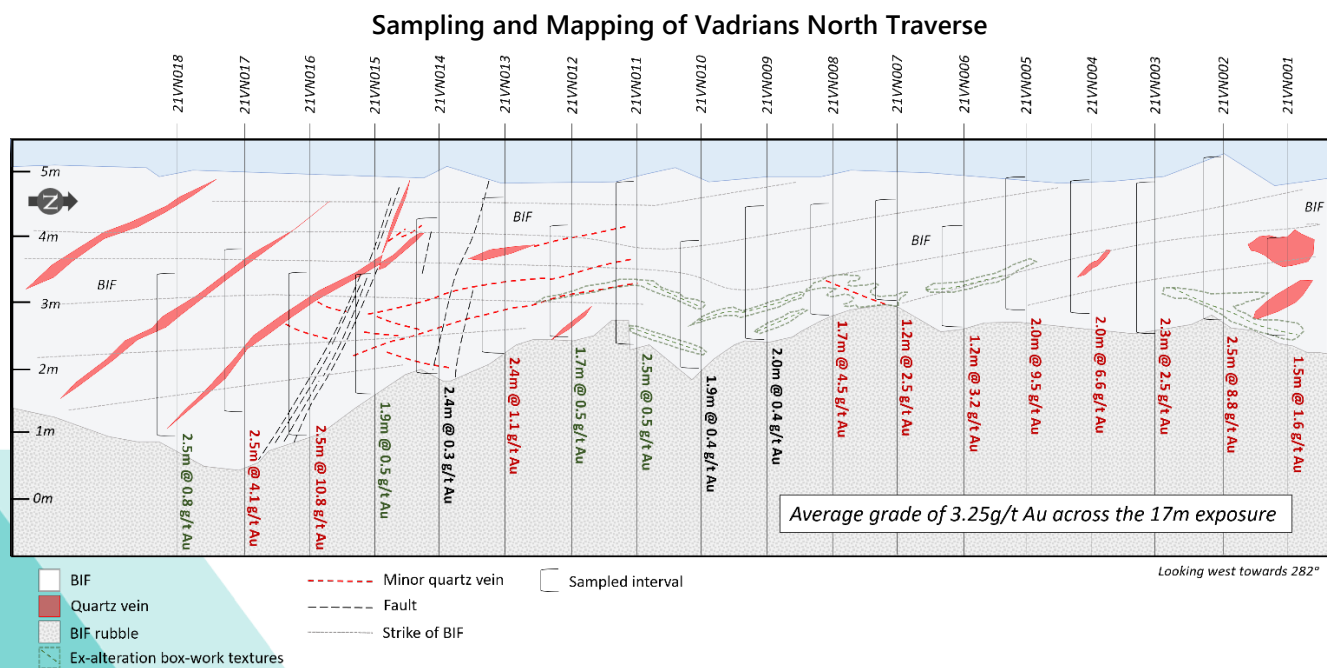 Sampling and Mapping of Vadrians North Traverse
21VN018
21VN017
21VN016
21VN015
21VN014
21VN013
21VN012
21VN011
21VN010
21VN009
21VN008
21VN007
21VN006
21VN005
21VN004
21VN003
21VN002
21VN001
5m
N
4m
3m
2m
1m
0m
BIF
BIF
BIF
BIF
2.5m @ 0.8 g/t Au
2.5m @ 4.1 g/t Au
2.5m @ 10.8 g/t Au
1.9m @ 0.5 g/t Au
2.4m @ 0.3 g/t Au
2.4m @ 1.1 g/t Au
1.7m @ 0.5 g/t Au
2.5m @ 0.5 g/t Au
1.9m @ 0.4 g/t Au
2.0m @ 0.4 g/t Au
1.7m @ 4.5 g/t Au
1.2m @ 2.5 g/t Au
1.2m @ 3.2 g/t Au
2.0m @ 9.5 g/t Au
2.0m @ 6.6 g/t Au
2.3m @ 2.5 g/t Au
2.5m @ 8.8 g/t Au
1.5m @ 1.6 g/t Au
Average grade of 3.25g/t Au across the 17m exposure
Looking west towards 282°
BIF
Quartz vein
BIF rubble
Ex-alteration box-work textures
Minor quartz vein
Fault
Strike of BIF
Sampled interval